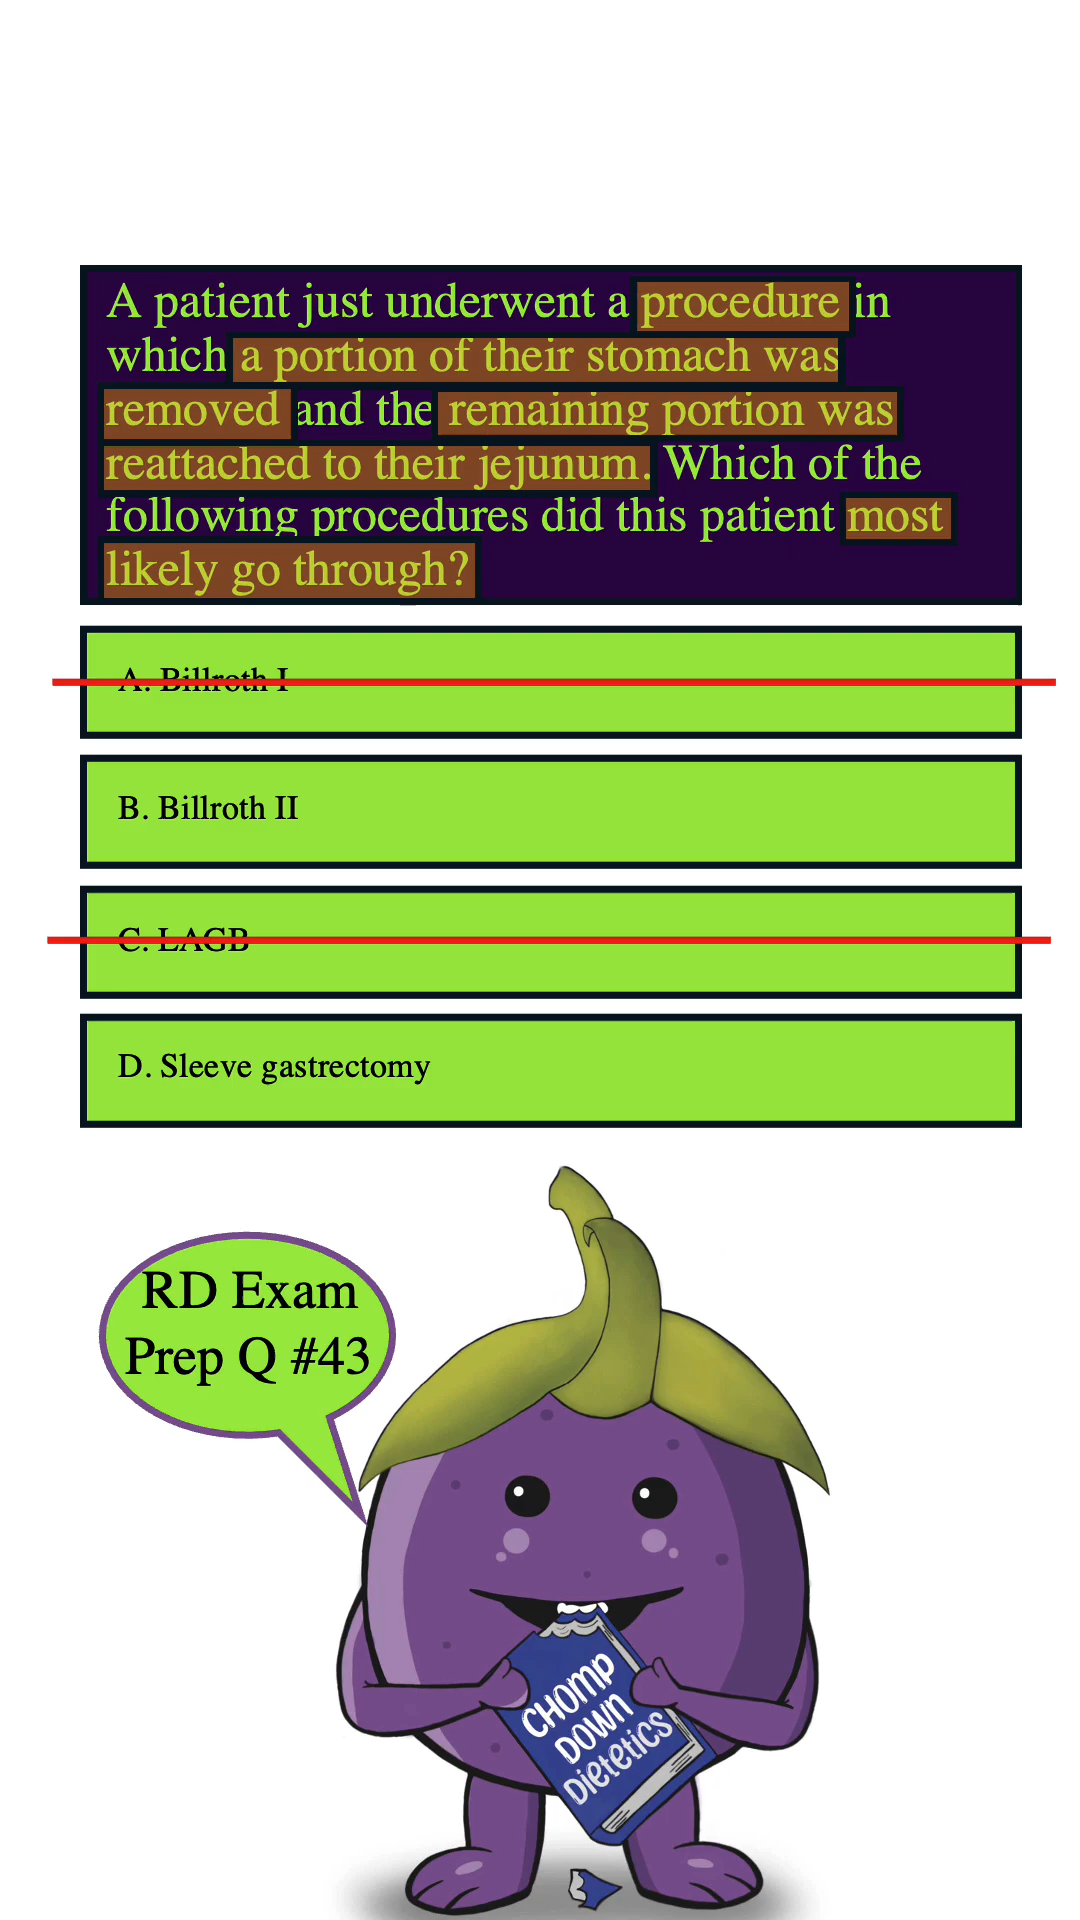 A patient just underwent a procedure in
which a portion of their stomach was
removed and the remaining portion was
reattached to their jejunum. Which of the
following procedures did this patient most
likely go through?
A. Billroth I
B. Billroth II
C. LAGB
D. Sleeve gastrectomy
RD Exam
Prep Q #43
CHOMP
DOWN
Dietetics